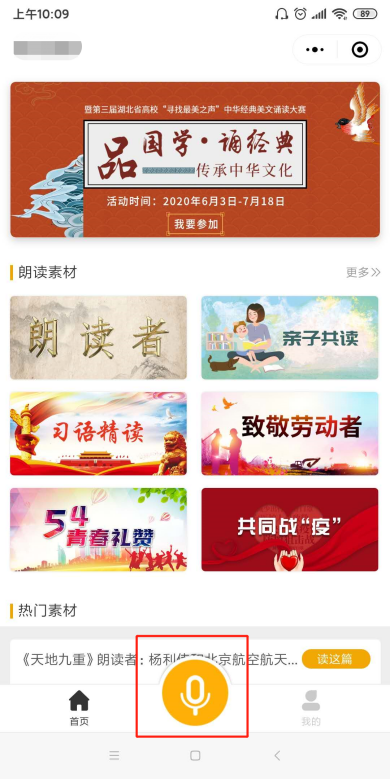 上午10:09
89
暨第三届湖北省高校“寻找最美之声”中华经典美文诵读大赛
品国学·诵经典
传承中华文化
活动时间：2020年6月3日-7月18日
我要参加
朗读素材
更多
朗读者
亲子共读
习语精读
致敬劳动者
54
青春礼赞
共同战“疫”
热门素材
《天地九重》朗读者：杨利伟和北京航空航天...
读这篇
首页
我的